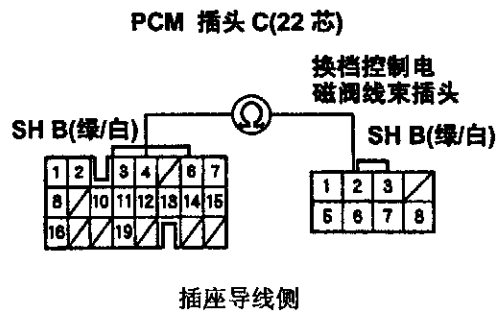 PCM 插头 C(22 芯)
换档控制电
磁阀线束插头
SH B(绿/白)
SH B(绿/白)
Ω
1 2 3 4 6 7
8 10 11 12 13 14 15
16 19
1 2 3
5 6 7 8
插座导线侧